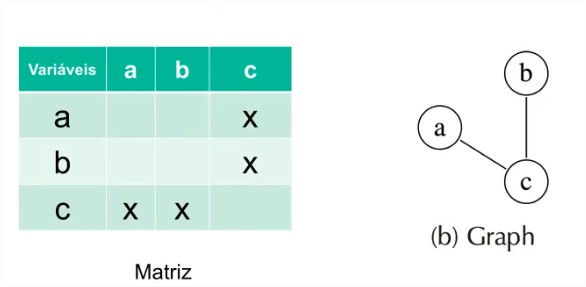 Variáveis a b c
a x
b x
c x x
Matriz
b
a
c
(b) Graph